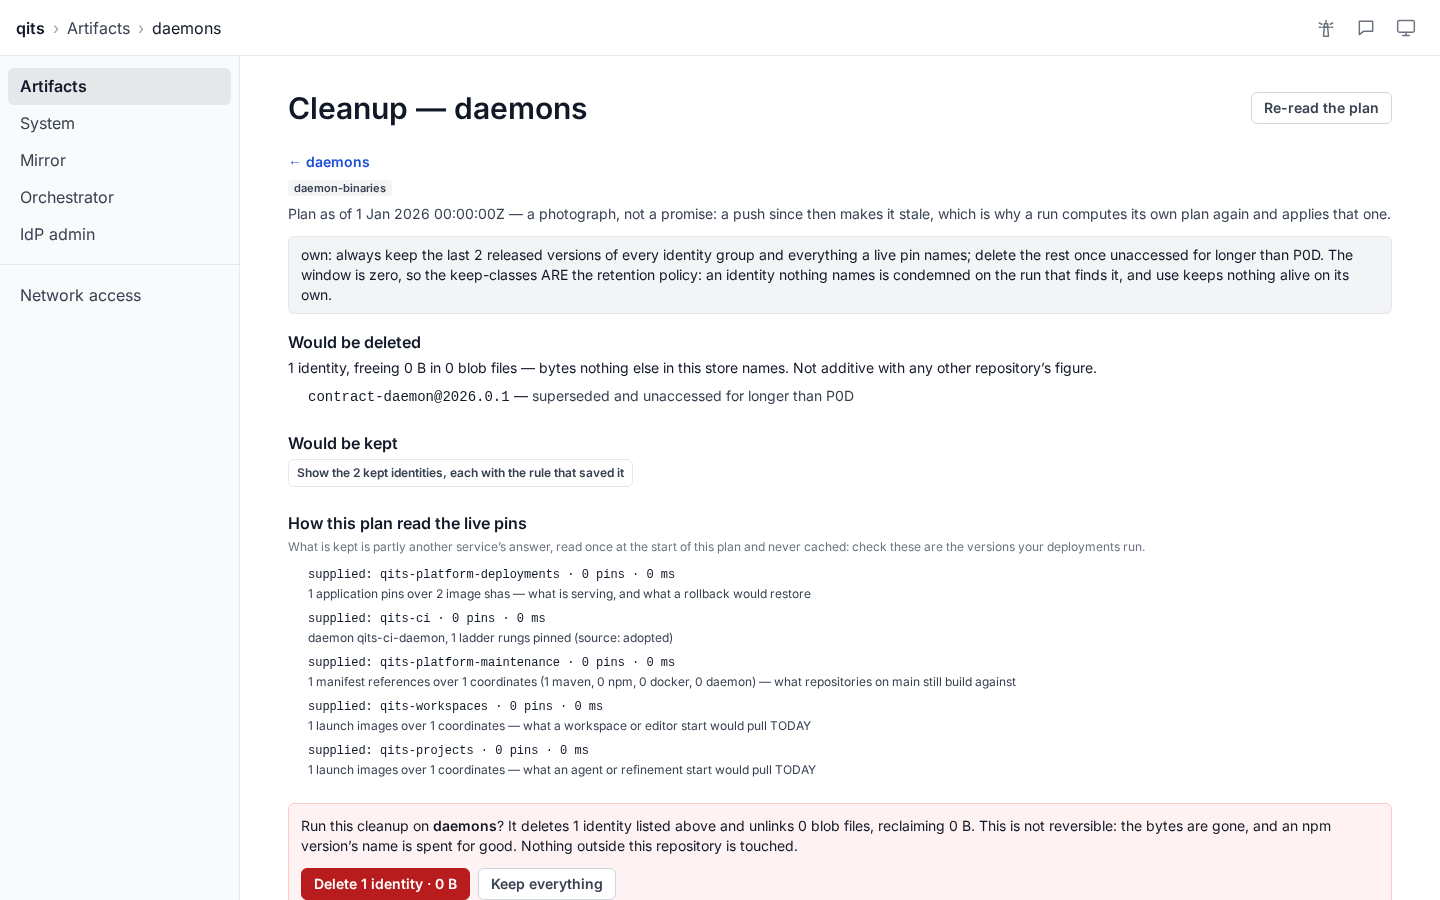 qits › Artifacts › daemons
Artifacts
System
Mirror
Orchestrator
IdP admin
Network access
Cleanup — daemons
Re-read the plan
← daemons
daemon-binaries
Plan as of 1 Jan 2026 00:00:00Z — a photograph, not a promise: a push since then makes it stale, which is why a run computes its own plan again and applies that one.
own: always keep the last 2 released versions of every identity group and everything a live pin names; delete the rest once unaccessed for longer than P0D. The
window is zero, so the keep-classes ARE the retention policy: an identity nothing names is condemned on the run that finds it, and use keeps nothing alive on its
own.
Would be deleted
1 identity, freeing 0 B in 0 blob files — bytes nothing else in this store names. Not additive with any other repository’s figure.
contract-daemon@2026.0.1 — superseded and unaccessed for longer than P0D
Would be kept
Show the 2 kept identities, each with the rule that saved it
How this plan read the live pins
What is kept is partly another service’s answer, read once at the start of this plan and never cached: check these are the versions your deployments run.
supplied: qits-platform-deployments · 0 pins · 0 ms
1 application pins over 2 image shas — what is serving, and what a rollback would restore
supplied: qits-ci · 0 pins · 0 ms
daemon qits-ci-daemon, 1 ladder rungs pinned (source: adopted)
supplied: qits-platform-maintenance · 0 pins · 0 ms
1 manifest references over 1 coordinates (1 maven, 0 npm, 0 docker, 0 daemon) — what repositories on main still build against
supplied: qits-workspaces · 0 pins · 0 ms
1 launch images over 1 coordinates — what a workspace or editor start would pull TODAY
supplied: qits-projects · 0 pins · 0 ms
1 launch images over 1 coordinates — what an agent or refinement start would pull TODAY
Run this cleanup on daemons? It deletes 1 identity listed above and unlinks 0 blob files, reclaiming 0 B. This is not reversible: the bytes are gone, and an npm
version’s name is spent for good. Nothing outside this repository is touched.
Delete 1 identity · 0 B
Keep everything